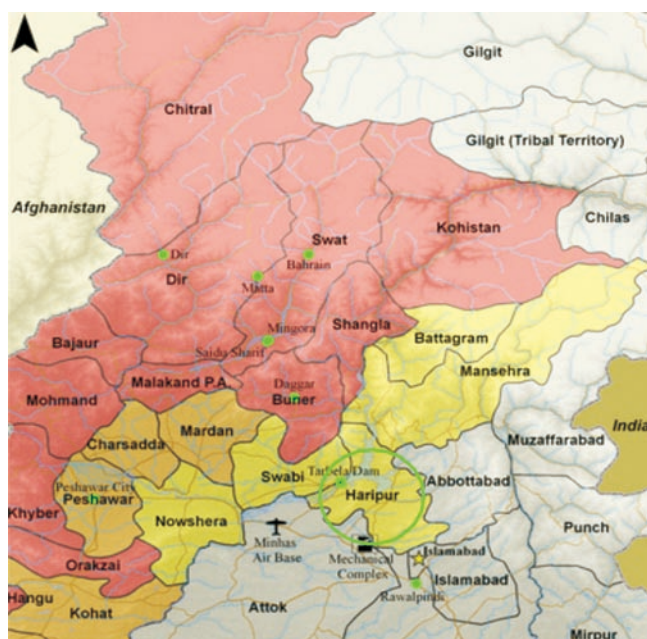 Gilgit
Chitral
Gilgit (Tribal Territory)
Afghanistan
Chilas
Kohistan
Swat
Dir
Bahrain
Dir
Matta
Mingora
Shangla
Bajaur
Saidu Sharif
Battagram
Mansehra
Malakand P.A.
Daggar
Buner
Mohmand
India
Mardan
Charsadda
Muzaffarabad
Swabi
Tarbela Dam
Abbottabad
Peshawar City
Peshawar
Haripur
Khyber
Nowshera
Punch
Minhas
Air Base
Mechanical
Complex
Islamabad
Orakzai
Islamabad
Hangu
Rawalpindi
Kohat
Attok
Mirpur